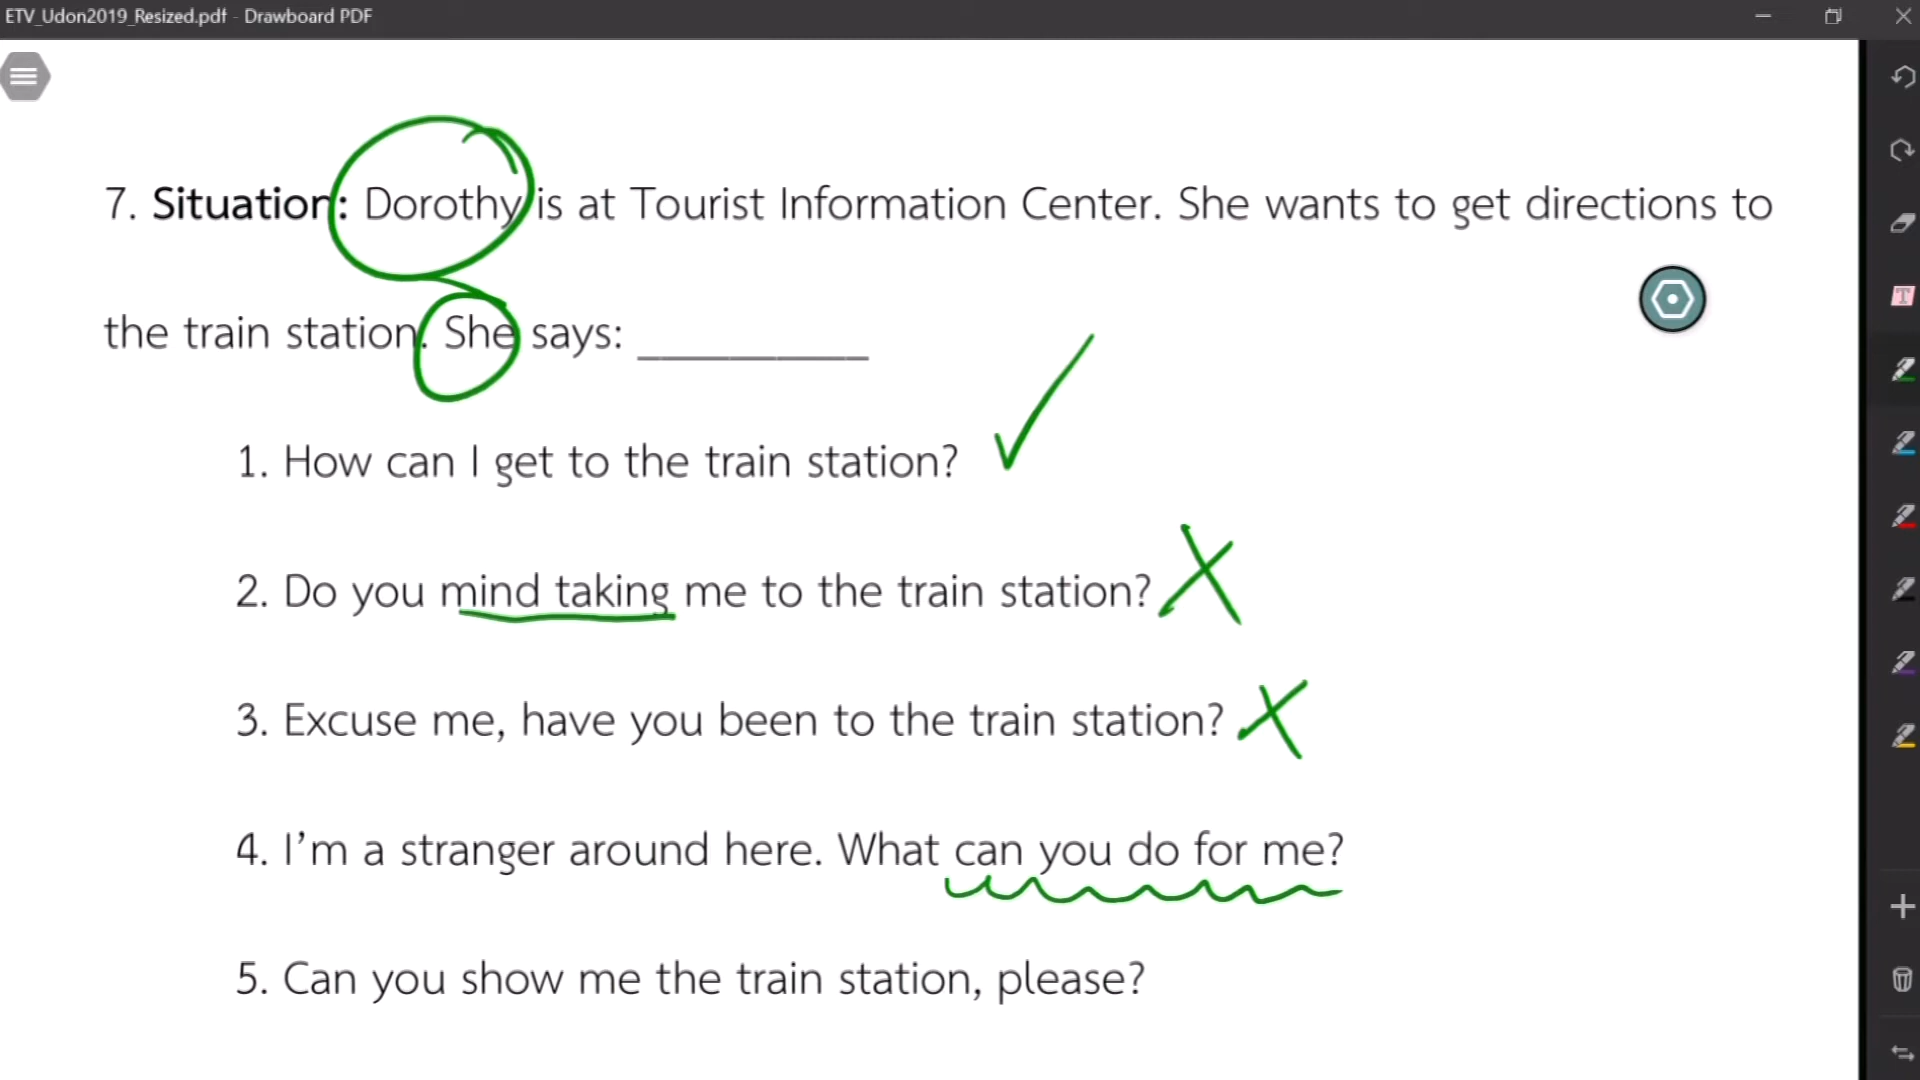 ETV_Udon2019_Resized.pdf - Drawboard PDF
7. Situation: Dorothy is at Tourist Information Center. She wants to get directions to
the train station. She says: __________
1. How can I get to the train station?
2. Do you mind taking me to the train station?
3. Excuse me, have you been to the train station?
4. I’m a stranger around here. What can you do for me?
5. Can you show me the train station, please?